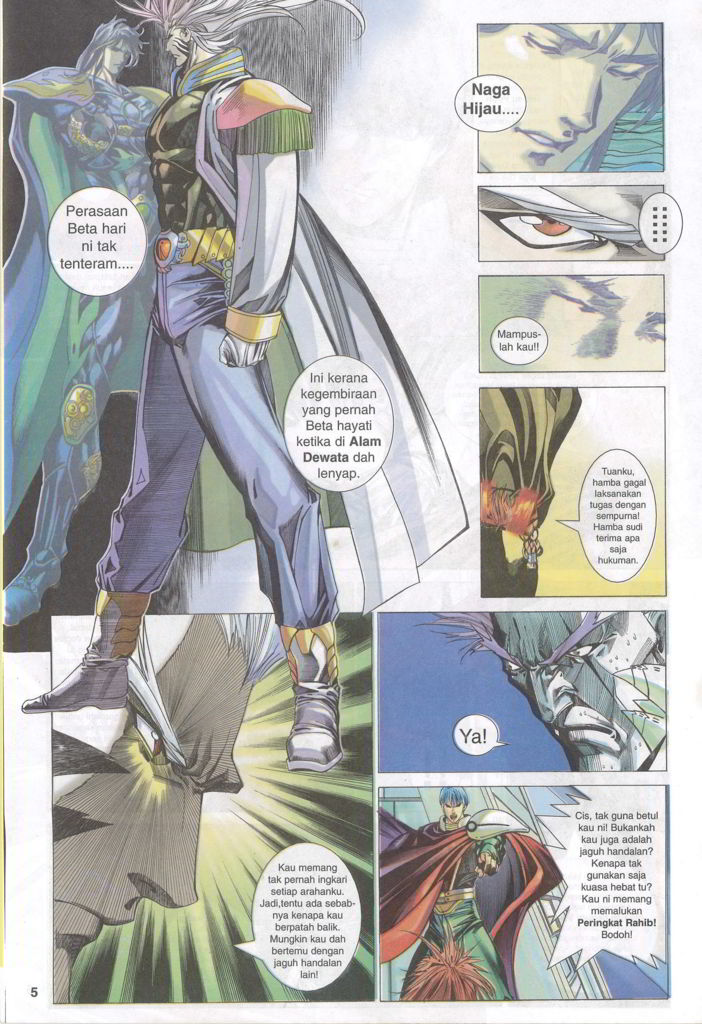 Perasaan
Beta hari
ni tak
tenteram....
Ini kerana
kegembiraan
yang pernah
Beta hayati
ketika di Alam
Dewata dah
lenyap.
Naga
Hijau....
Mampus-
lah kau!!
Tuanku,
hamba gagal
laksanakan
tugas dengan
sempurna!
Hamba sudi
terima apa
saja
hukuman.
Kau memang
tak pernah ingkari
setiap arahanku.
Jadi,tentu ada sebab-
nya kenapa kau
berpatah balik.
Mungkin kau dah
bertemu dengan
jaguh handalan
lain!
Ya!
Cis, tak guna betul
kau ni! Bukankah
kau juga adalah
jaguh handalan?
Kenapa tak
gunakan saja
kuasa hebat tu?
Kau ni memang
memalukan
Peringkat Rahib!
Bodoh!
5